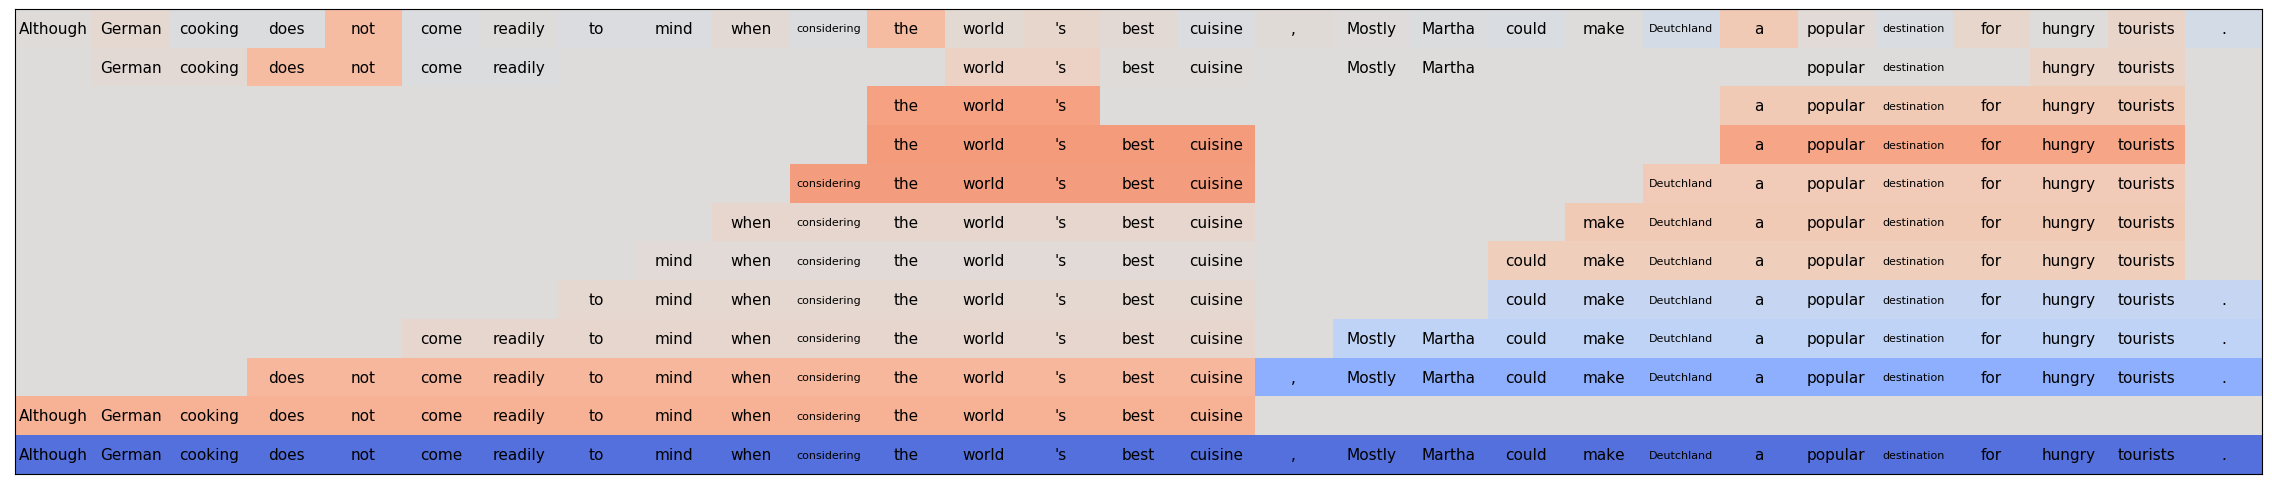 Although German cooking does not come readily to mind when considering the world 's best cuisine , Mostly Martha could make Deutchland a popular destination for hungry tourists .
German cooking does not come readily world 's best cuisine Mostly Martha popular destination hungry tourists
the world 's a popular destination for hungry tourists
the world 's best cuisine a popular destination for hungry tourists
considering the world 's best cuisine Deutchland a popular destination for hungry tourists
when considering the world 's best cuisine make Deutchland a popular destination for hungry tourists
mind when considering the world 's best cuisine could make Deutchland a popular destination for hungry tourists
to mind when considering the world 's best cuisine could make Deutchland a popular destination for hungry tourists .
come readily to mind when considering the world 's best cuisine Mostly Martha could make Deutchland a popular destination for hungry tourists .
does not come readily to mind when considering the world 's best cuisine , Mostly Martha could make Deutchland a popular destination for hungry tourists .
Although German cooking does not come readily to mind when considering the world 's best cuisine
Although German cooking does not come readily to mind when considering the world 's best cuisine , Mostly Martha could make Deutchland a popular destination for hungry tourists .